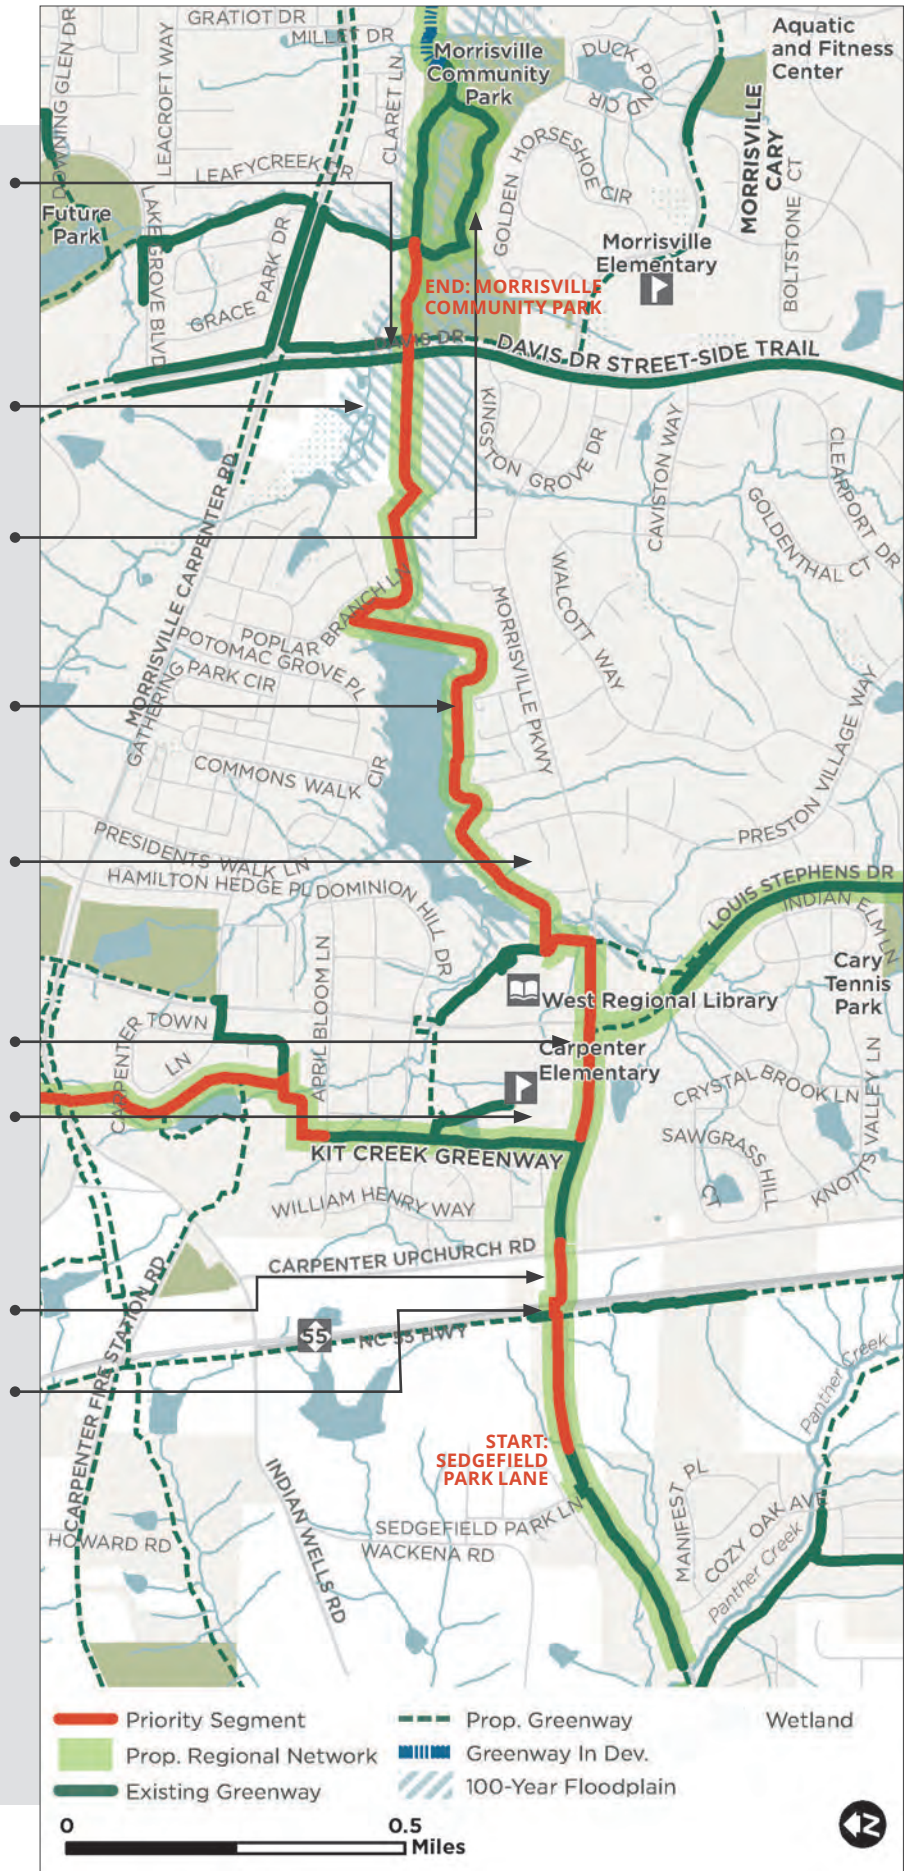 GRATIOT DR
MILLET DR
DOWNING GLEN DR
LEACROFT WAY
CLARET LN
Morrisville
Community
Park
DUCK POND CIR
Aquatic
and Fitness
Center
MORRISVILLE
CARY
BOLTSTONE CT
LEAFYCREEK DR
GOLDEN HORSESHOE CIR
Future
Park
LAKE GROVE BLVD
GRACE PARK DR
Morrisville
Elementary
END: MORRISVILLE
COMMUNITY PARK
DAVIS DR
DAVIS DR STREET-SIDE TRAIL
KINGSTON GROVE DR
CAVISTON WAY
CLEARPORT DR
GOLDENTHAL CT
MORRISVILLE CARPENTER RD
WALCOTT WAY
MORRISVILLE PKWY
POPLAR BRANCH LN
POTOMAC GROVE PL
GATHERING PARK CIR
COMMONS WALK CIR
PRESTON VILLAGE WAY
PRESIDENTS WALK LN
HAMILTON HEDGE PL
DOMINION HILL DR
LOUIS STEPHENS DR
INDIAN ELM LN
Cary
Tennis
Park
West Regional Library
APRIL BLOOM LN
CARPENTER TOWN LN
Carpenter
Elementary
CRYSTAL BROOK LN
KNOTTS VALLEY LN
SAWGRASS HILL CT
KIT CREEK GREENWAY
WILLIAM HENRY WAY
CARPENTER UPCHURCH RD
55
NC 55 HWY
CARPENTER FIRE STATION RD
Panther Creek
START:
SEDGEFIELD
PARK LANE
INDIAN WELLS RD
SEDGEFIELD PARK LN
WACKENA RD
HOWARD RD
MANIFEST PL
COZY OAK AVE
Panther Creek
Priority Segment
Prop. Regional Network
Existing Greenway
Prop. Greenway
Greenway In Dev.
100-Year Floodplain
Wetland
0 0.5
Miles
N